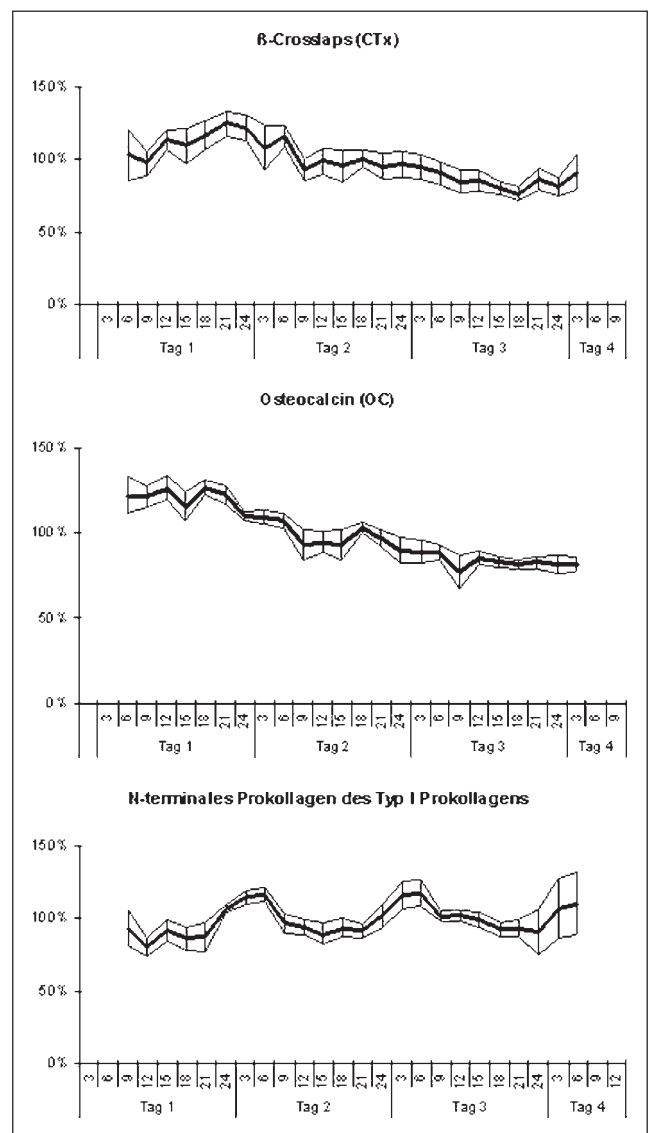 ß-Crosslaps (CTx)
150%
100%
50%
0%
3 6 9 12 15 18 21 24 3 6 9 12 15 18 21 24 3 6 9 12 15 18 21 24 3 6 9
Tag 1 Tag 2 Tag 3 Tag 4
Osteocalcin (OC)
150%
100%
50%
0%
3 6 9 12 15 18 21 24 3 6 9 12 15 18 21 24 3 6 9 12 15 18 21 24 3 6 9
Tag 1 Tag 2 Tag 3 Tag 4
N-terminales Prokollagen des Typ I Prokollagens
150%
100%
50%
0%
3 6 9 12 15 18 21 24 3 6 9 12 15 18 21 24 3 6 9 12 15 18 21 24 3 6 9 12
Tag 1 Tag 2 Tag 3 Tag 4